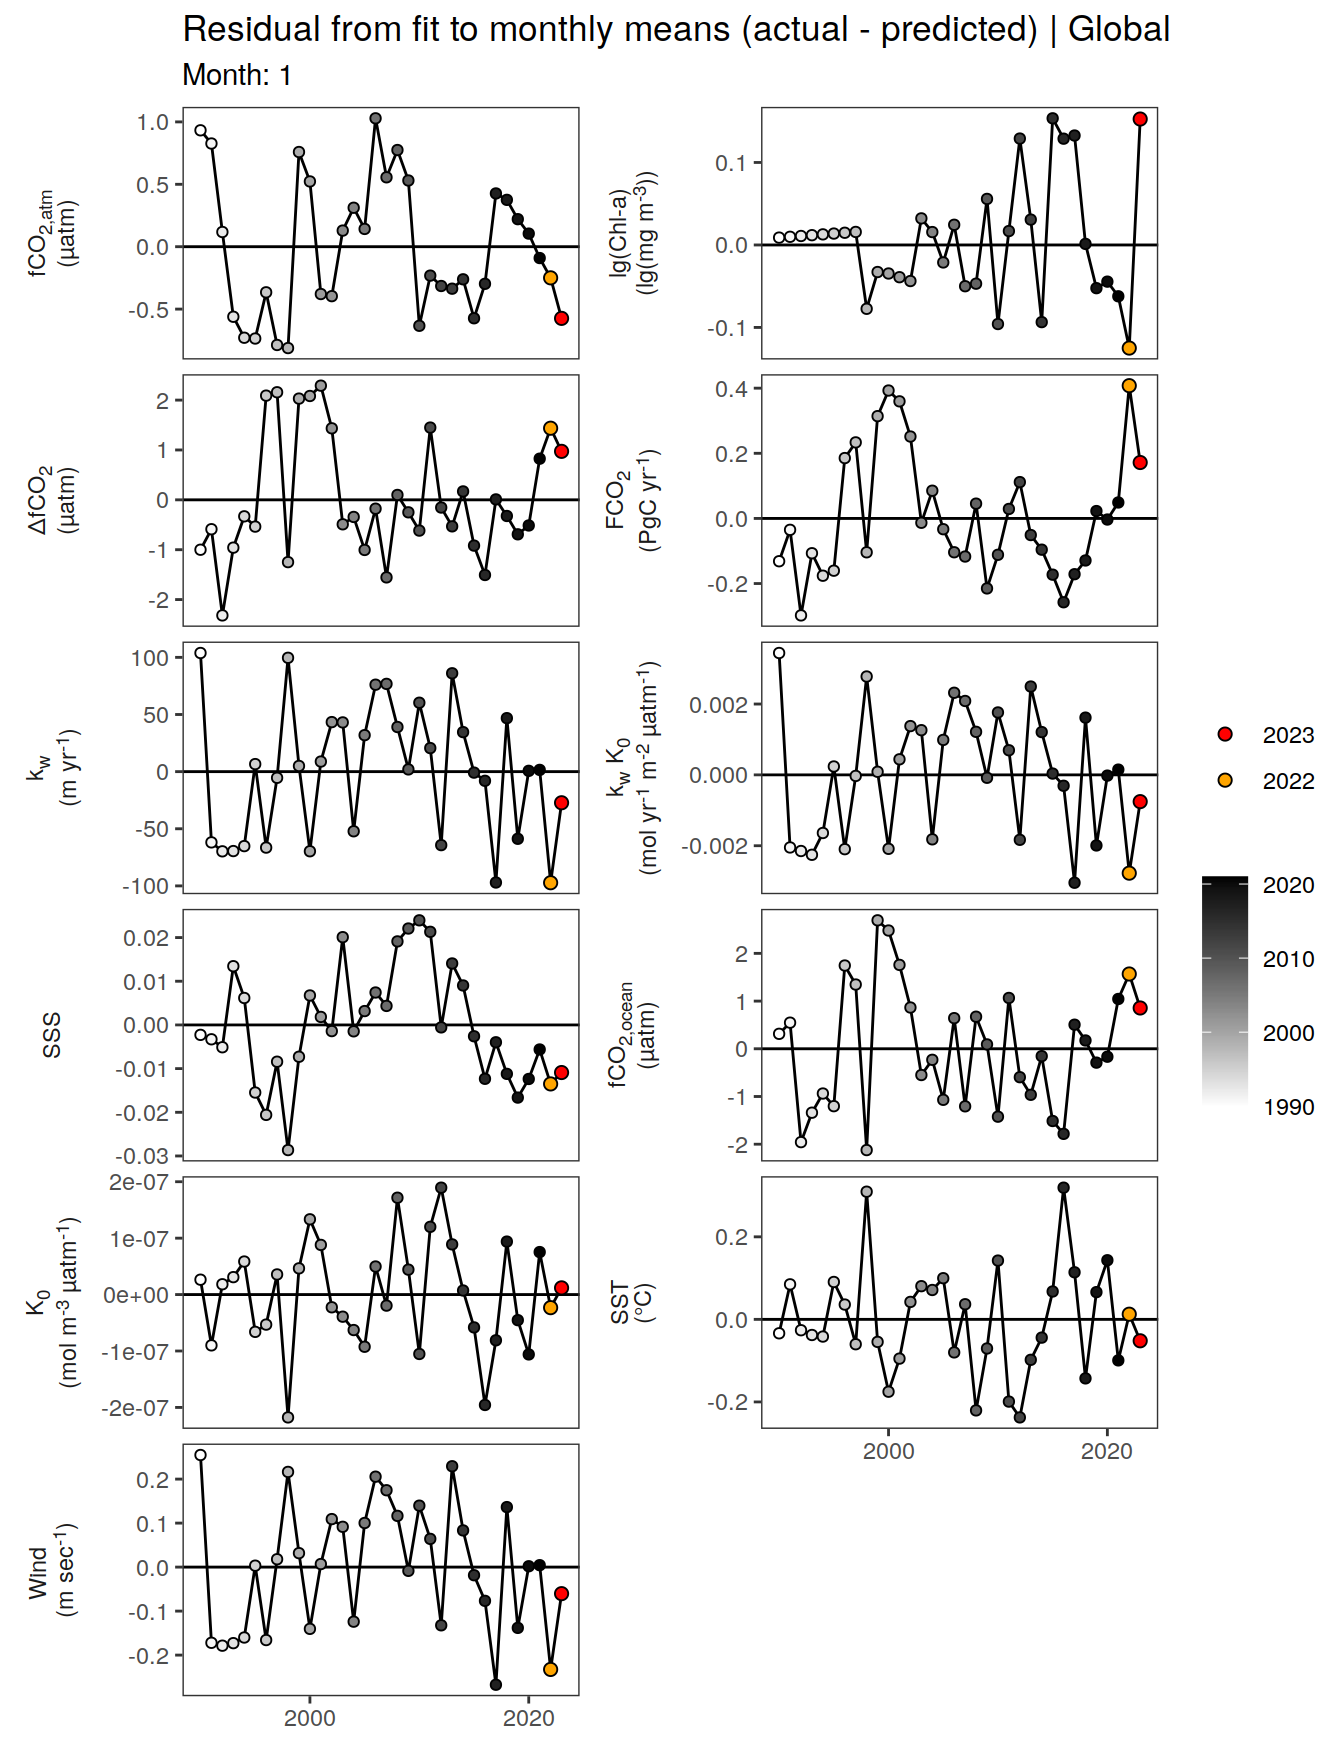 Residual from fit to monthly means (actual - predicted) | Global
Month: 1
fCO2,atm
(µatm)
1.0
0.5
0.0
-0.5
lg(Chl-a)
(lg(mg m-3))
0.1
0.0
-0.1
ΔfCO2
(µatm)
2
1
0
-1
-2
FCO2
(PgC yr-1)
0.4
0.2
0.0
-0.2
kw
(m yr-1)
100
50
0
-50
-100
kw K0
(mol yr-1 m-2 µatm-1)
0.002
0.000
-0.002
SSS
0.02
0.01
0.00
-0.01
-0.02
-0.03
fCO2,ocean
(µatm)
2
1
0
-1
-2
K0
(mol m-3 µatm-1)
2e-07
1e-07
0e+00
-1e-07
-2e-07
SST
(°C)
0.2
0.0
-0.2
2000
2020
Wind
(m sec-1)
0.2
0.1
0.0
-0.1
-0.2
2000
2020
2023
2022
2020
2010
2000
1990